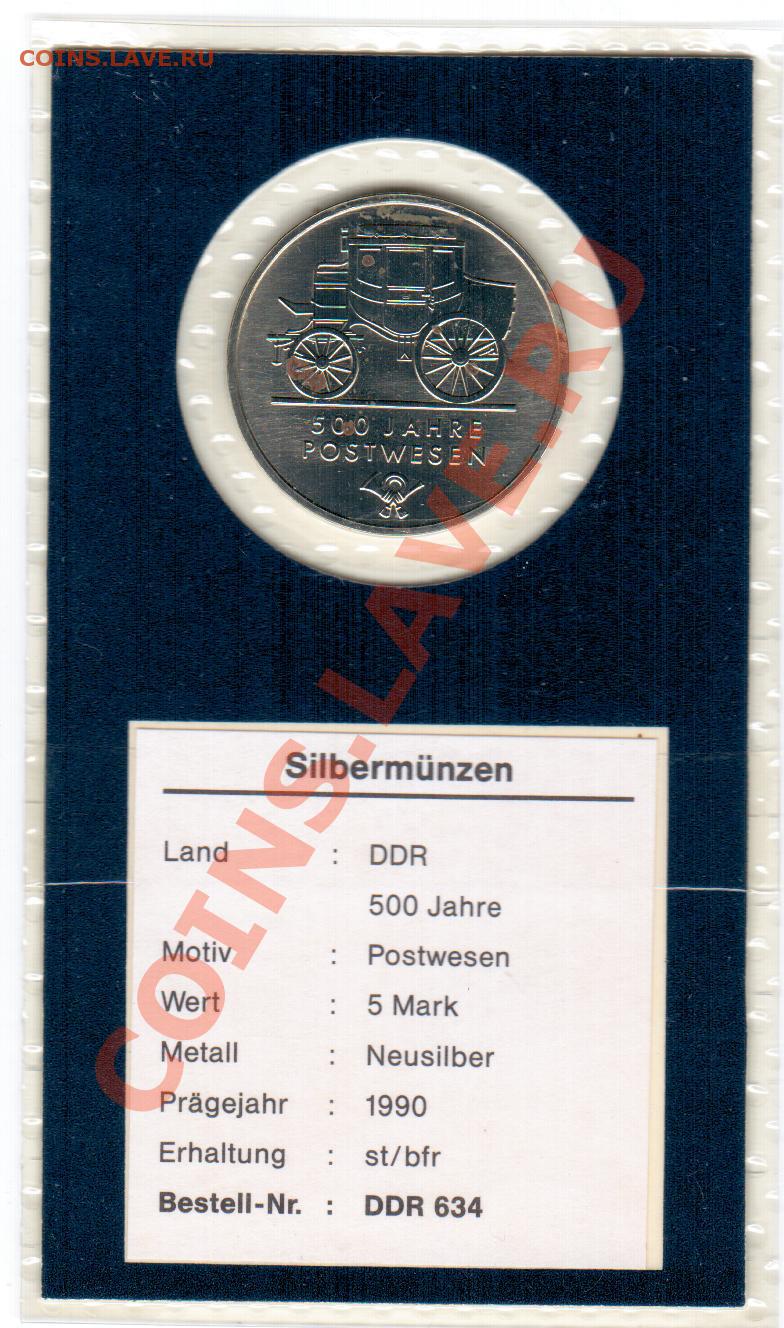 COINS.LAVE.RU
500 JAHRE
POSTWESEN
COINS.LAVE.RU
Silbermünzen
Land : DDR
500 Jahre
Motiv : Postwesen
Wert : 5 Mark
Metall : Neusilber
Prägejahr : 1990
Erhaltung : st/bfr
Bestell-Nr. : DDR 634